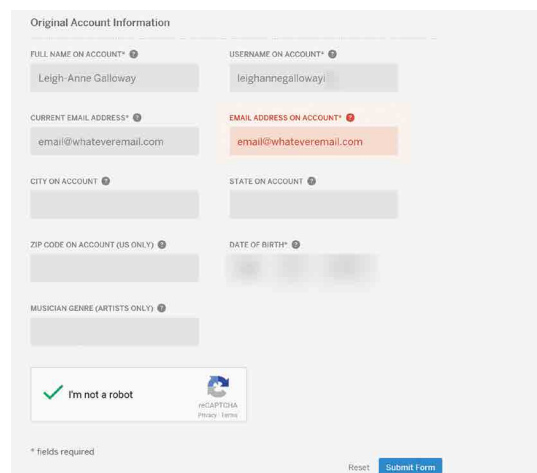 Original Account Information
FULL NAME ON ACCOUNT* ?
USERNAME ON ACCOUNT* ?
Leigh-Anne Galloway
leighannegalloway
CURRENT EMAIL ADDRESS* ?
EMAIL ADDRESS ON ACCOUNT* ?
email@whateveremail.com
email@whateveremail.com
CITY ON ACCOUNT ?
STATE ON ACCOUNT ?
ZIP CODE ON ACCOUNT (US ONLY) ?
DATE OF BIRTH* ?
MUSICIAN GENRE (ARTISTS ONLY) ?
I'm not a robot
reCAPTCHA
Privacy - Terms
* fields required
Reset
Submit Form